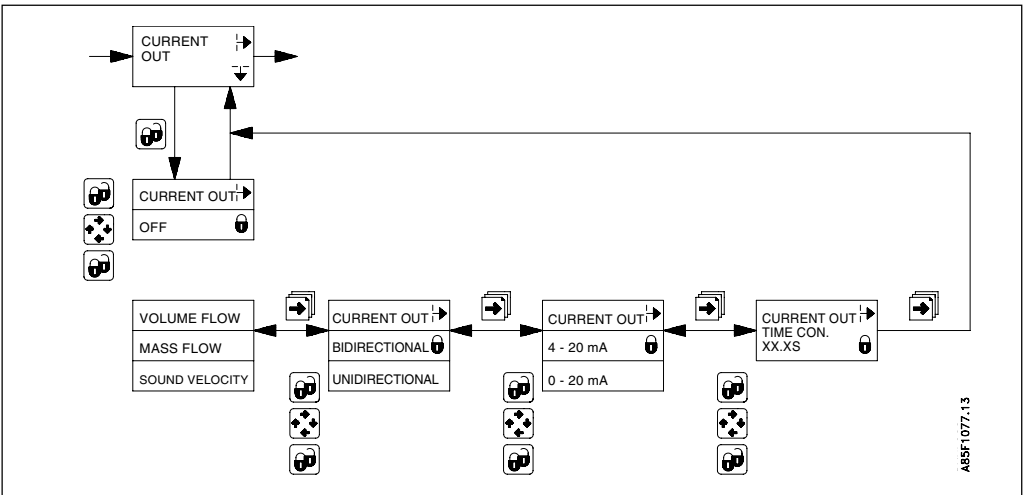 CURRENT
OUT
CURRENT OUT
OFF
VOLUME FLOW
MASS FLOW
SOUND VELOCITY
CURRENT OUT
BIDIRECTIONAL
UNIDIRECTIONAL
CURRENT OUT
4 - 20 mA
0 - 20 mA
CURRENT OUT
TIME CON.
XX.XS
A85F1077.13